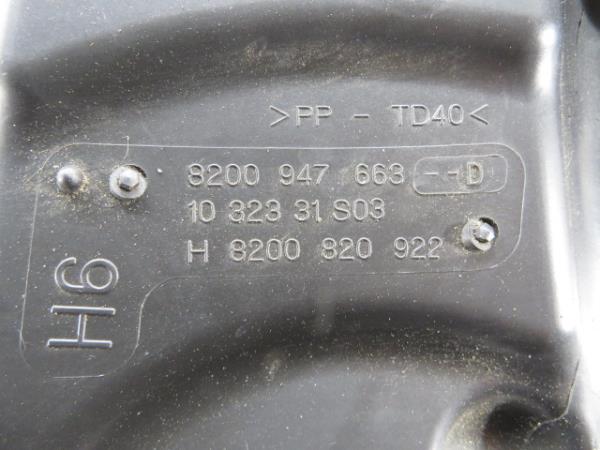 >PP - TD40<
8200 947 663 --D
10 323 31 S03
H 8200 820 922
H6